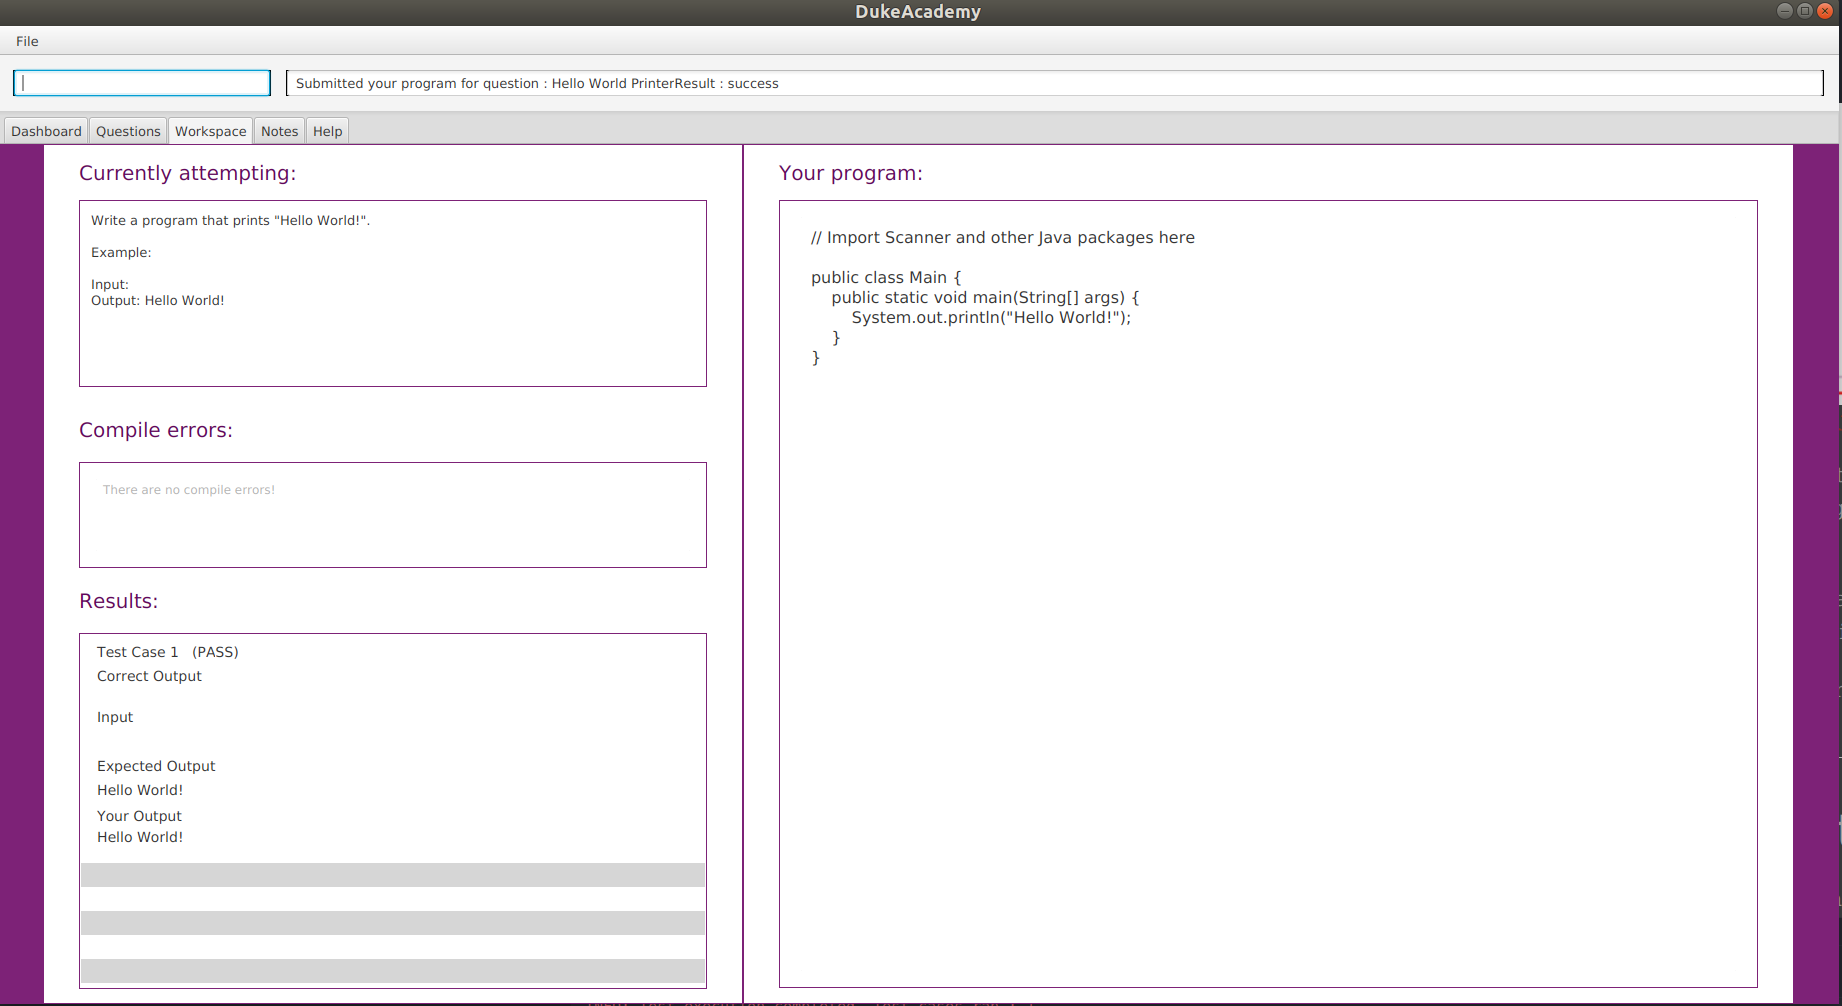 DukeAcademy
File
Submitted your program for question : Hello World PrinterResult : success
Dashboard
Questions
Workspace
Notes
Help
Currently attempting:
Write a program that prints "Hello World!".
Example:
Input:
Output: Hello World!
Compile errors:
There are no compile errors!
Results:
Test Case 1 (PASS)
Correct Output
Input
Expected Output
Hello World!
Your Output
Hello World!
Your program:
// Import Scanner and other Java packages here
public class Main {
public static void main(String[] args) {
System.out.println("Hello World!");
}
}